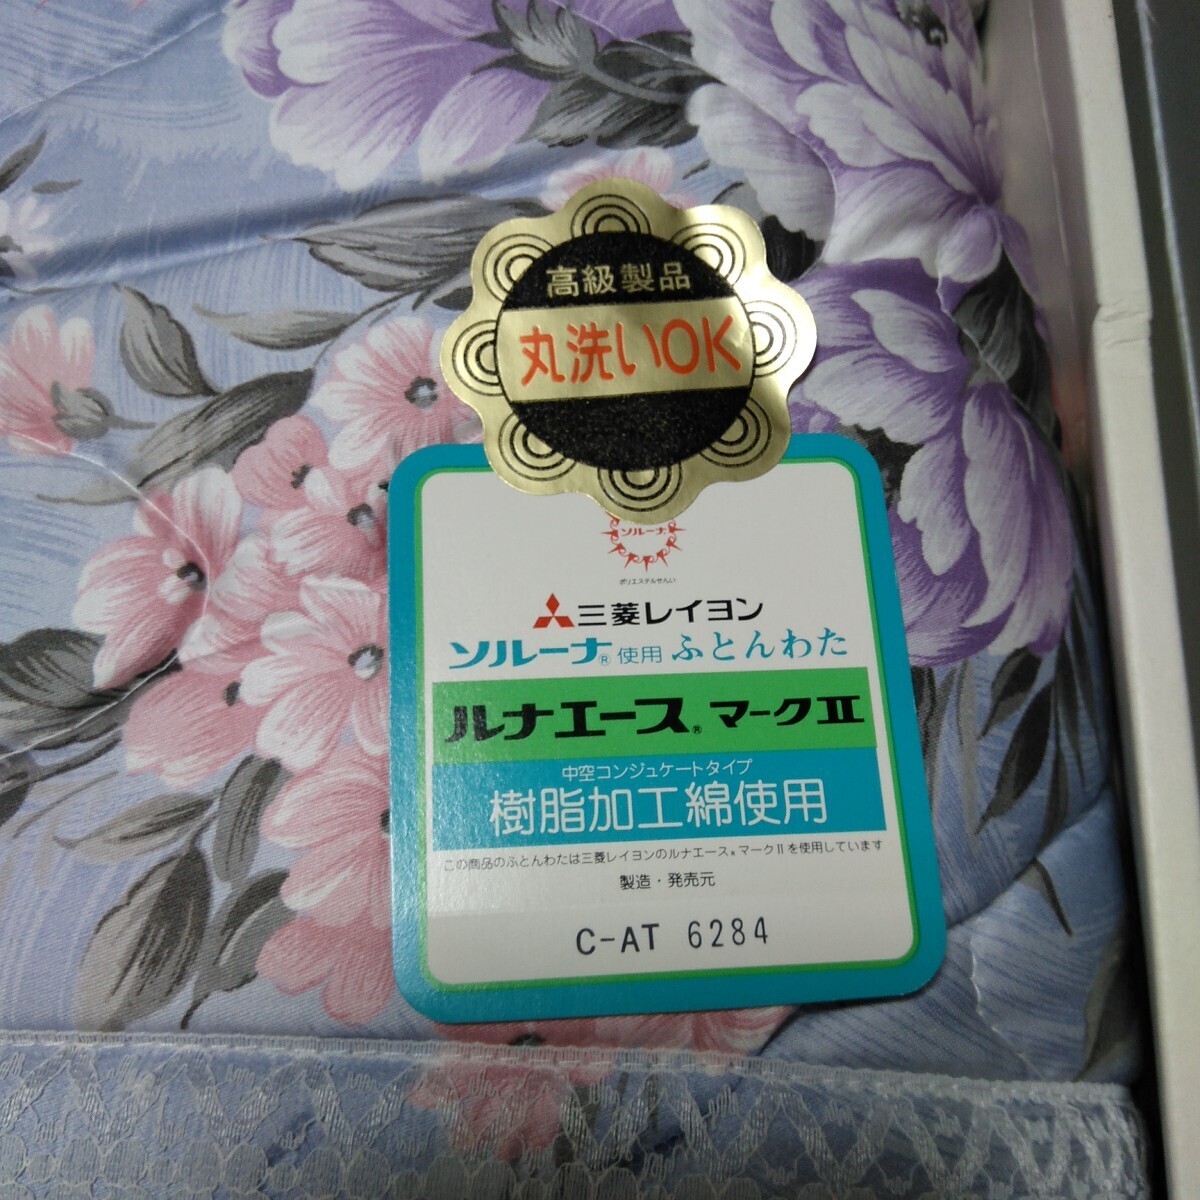 高級製品
丸洗いOK
ソルーナ
ポリエステルせんい
三菱レイヨン
ソルーナ® 使用 ふとんわた
ルナエース® マークⅡ
中空コンジュケートタイプ
樹脂加工綿使用
この商品のふとんわたは三菱レイヨンのルナエース®マークⅡを使用しています
製造・発売元
C-AT 6284